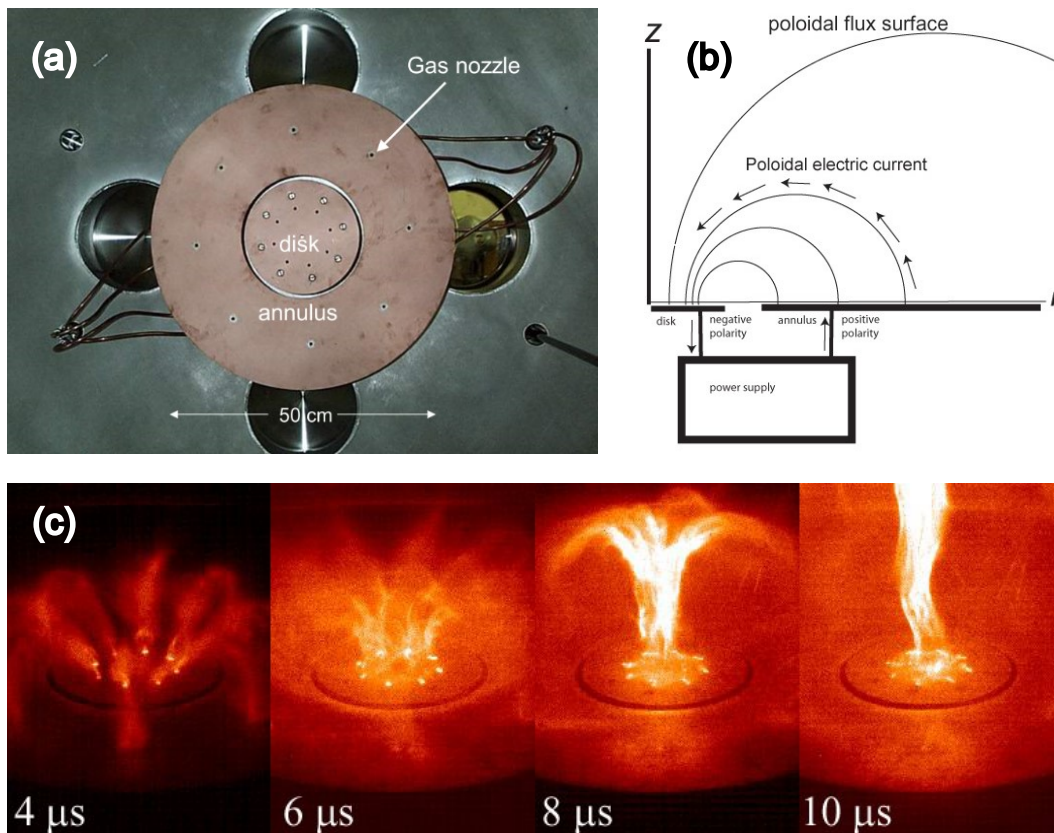 (a)
Gas nozzle
disk
annulus
50 cm
(b)
z
poloidal flux surface
Poloidal electric current
disk
negative
polarity
annulus
positive
polarity
power supply
(c)
4 μs
6 μs
8 μs
10 μs